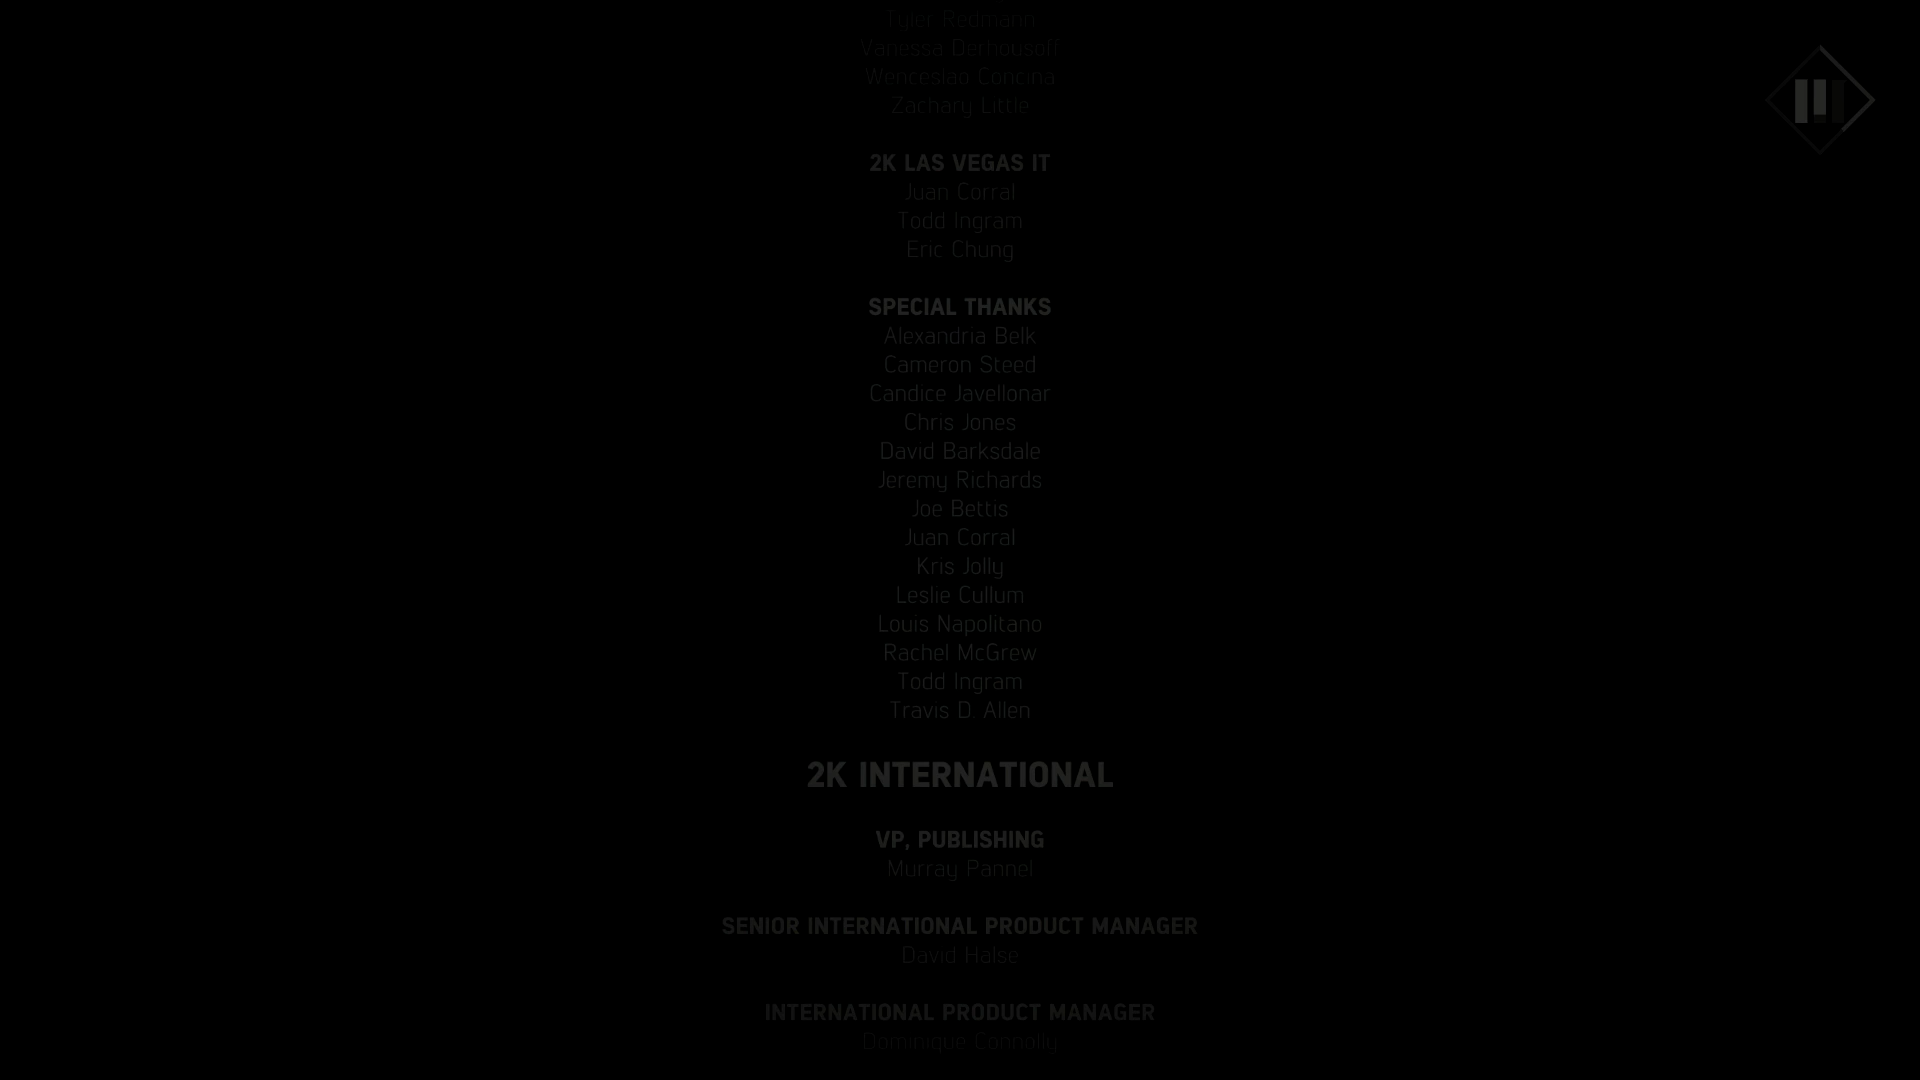 Tyler Redmann
Vanessa Derhousoff
Wenceslao Concina
Zachary Little
2K LAS VEGAS IT
Juan Corral
Todd Ingram
Eric Chung
SPECIAL THANKS
Alexandria Belk
Cameron Steed
Candice Javellonar
Chris Jones
David Barksdale
Jeremy Richards
Joe Bettis
Juan Corral
Kris Jolly
Leslie Cullum
Louis Napolitano
Rachel McGrew
Todd Ingram
Travis D. Allen
2K INTERNATIONAL
VP, PUBLISHING
Murray Pannel
SENIOR INTERNATIONAL PRODUCT MANAGER
David Halse
INTERNATIONAL PRODUCT MANAGER
Dominique Connolly